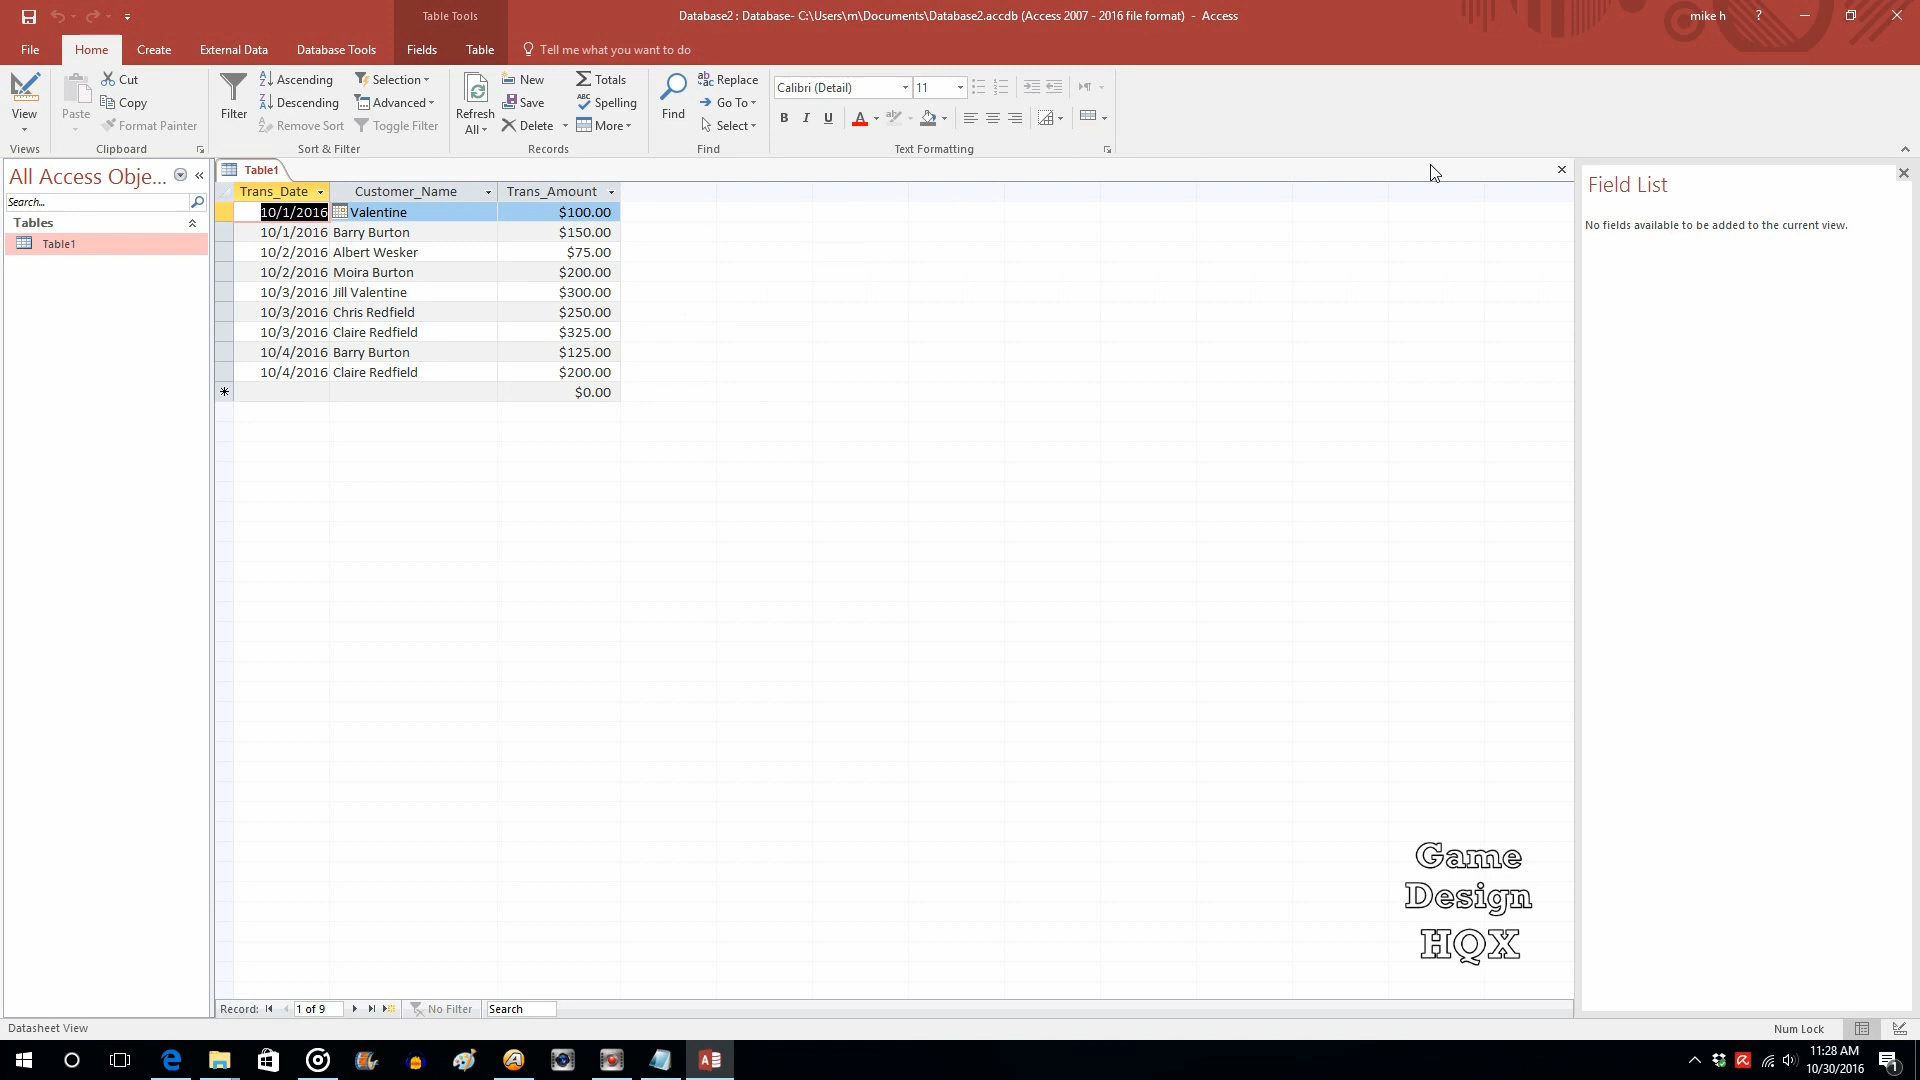 Table Tools
Database2 : Database- C:\Users\m\Documents\Database2.accdb (Access 2007 - 2016 file format) - Access
mike h
?
File Home Create External Data Database Tools Fields Table Tell me what you want to do
View
Paste
Cut
Copy
Format Painter
Filter
Ascending
Descending
Remove Sort
Selection
Advanced
Toggle Filter
Refresh
All
New
Save
Delete
Totals
Spelling
More
Find
Replace
Go To
Select
Calibri (Detail) 11
B I U
Views Clipboard Sort & Filter Records Find Text Formatting
All Access Obje...
Search...
Tables
Table1
Table1
Trans_Date Customer_Name Trans_Amount
10/1/2016 Valentine $100.00
10/1/2016 Barry Burton $150.00
10/2/2016 Albert Wesker $75.00
10/2/2016 Moira Burton $200.00
10/3/2016 Jill Valentine $300.00
10/3/2016 Chris Redfield $250.00
10/3/2016 Claire Redfield $325.00
10/4/2016 Barry Burton $125.00
10/4/2016 Claire Redfield $200.00
$0.00
Field List
No fields available to be added to the current view.
Game
Design
HQX
Record: 1 of 9 No Filter Search
Datasheet View
Num Lock
11:28 AM
10/30/2016
1